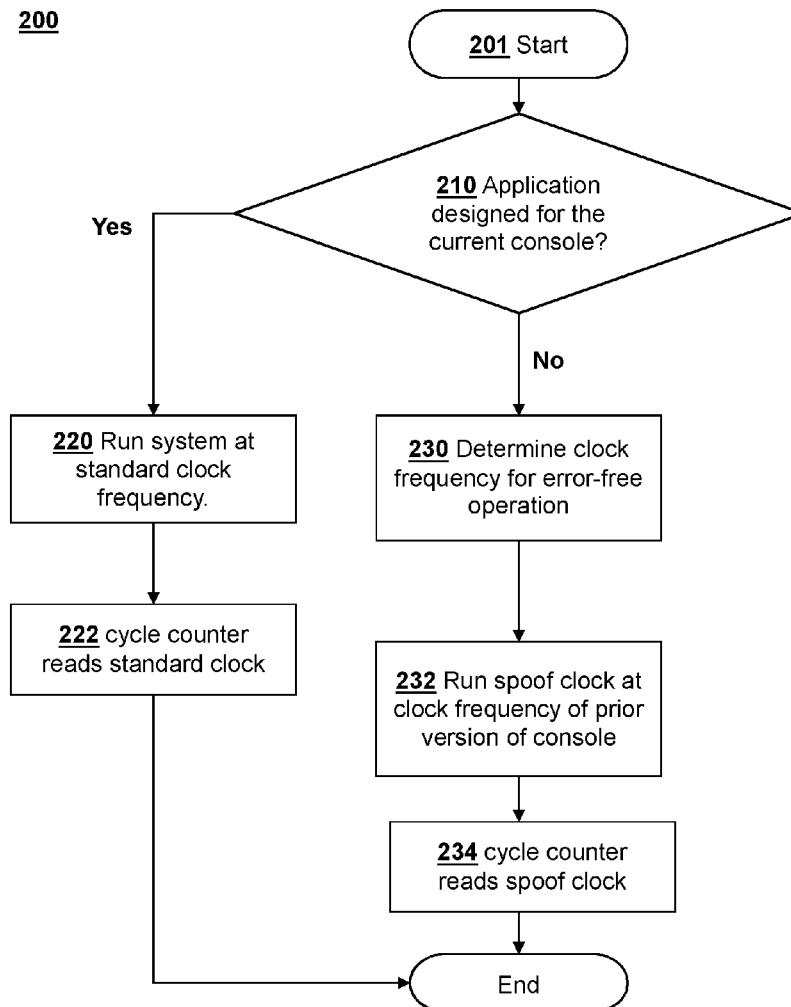 200
201 Start
210 Application
designed for the
current console?
Yes
No
220 Run system at
standard clock
frequency.
230 Determine clock
frequency for error-free
operation
222 cycle counter
reads standard clock
232 Run spoof clock at
clock frequency of prior
version of console
234 cycle counter
reads spoof clock
End